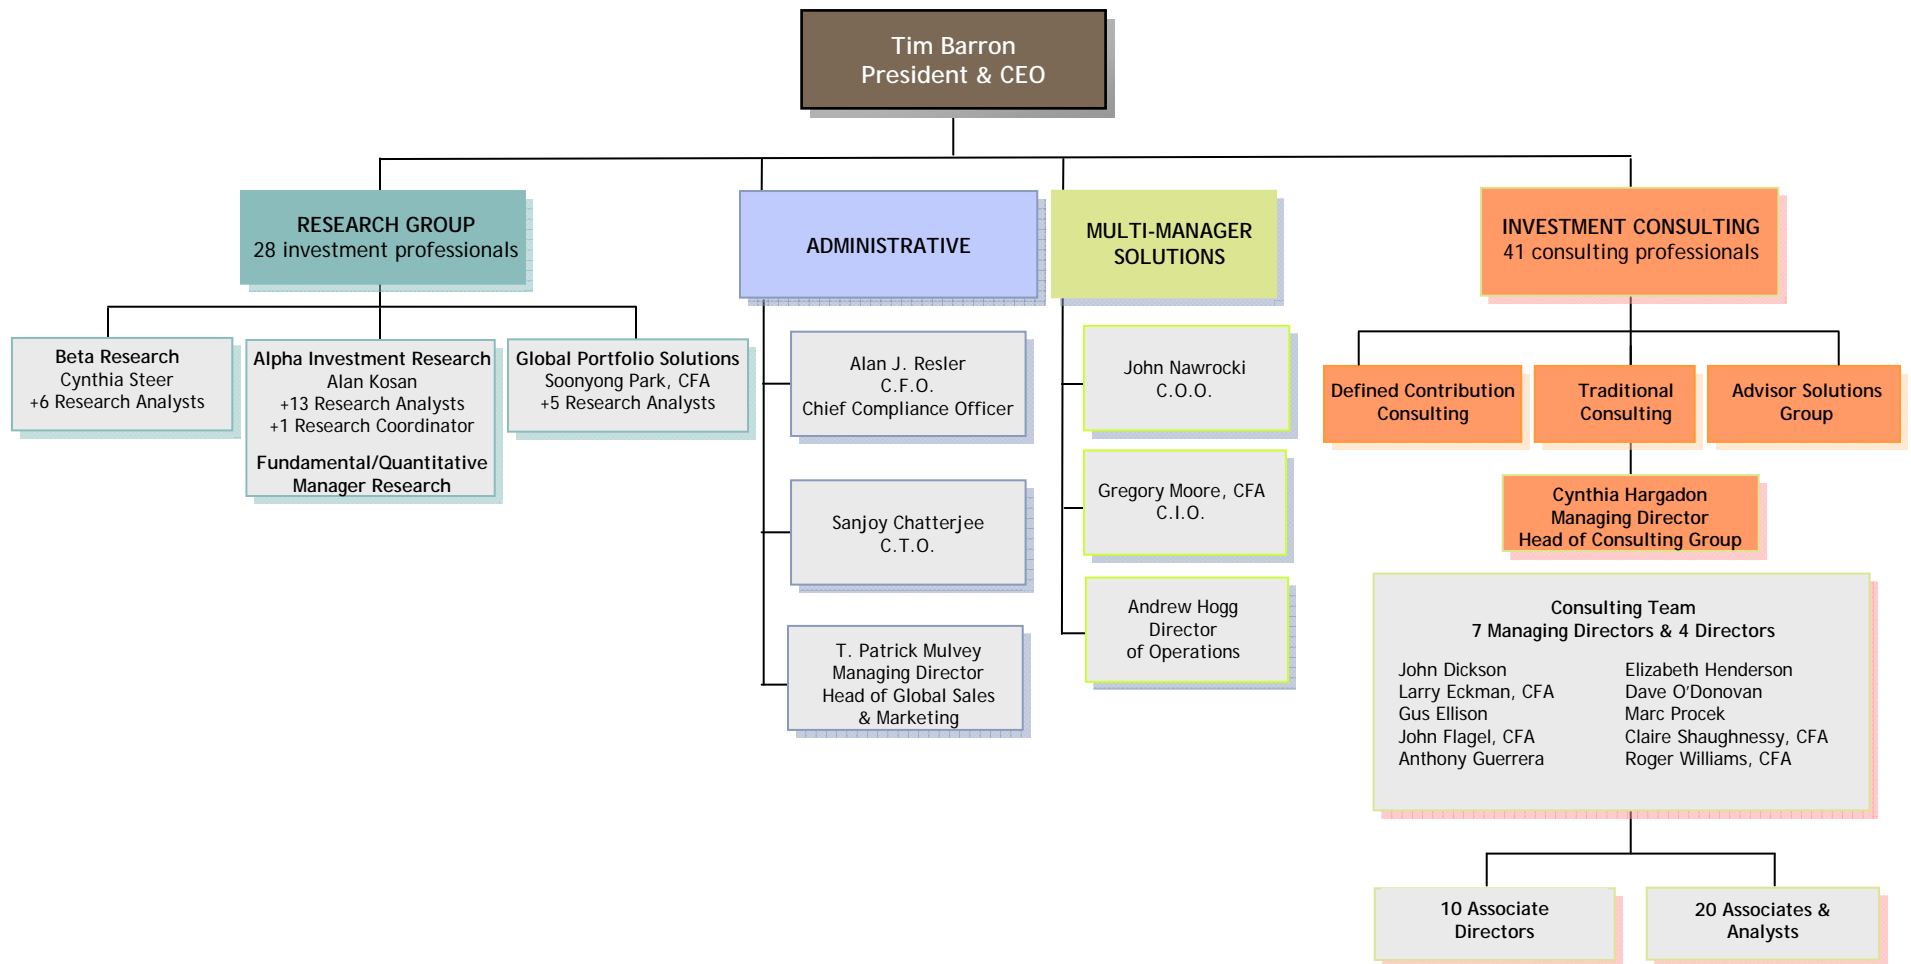 Tim Barron
President & CEO
RESEARCH GROUP
28 investment professionals
ADMINISTRATIVE
MULTI-MANAGER
SOLUTIONS
INVESTMENT CONSULTING
41 consulting professionals
Beta Research
Cynthia Steer
+6 Research Analysts
Alpha Investment Research
Alan Kosan
+13 Research Analysts
+1 Research Coordinator
Fundamental/Quantitative
Manager Research
Global Portfolio Solutions
Soonyong Park, CFA
+5 Research Analysts
Alan J. Resler
C.F.O.
Chief Compliance Officer
Sanjoy Chatterjee
C.T.O.
T. Patrick Mulvey
Managing Director
Head of Global Sales
& Marketing
John Nawrocki
C.O.O.
Gregory Moore, CFA
C.I.O.
Andrew Hogg
Director
of Operations
Defined Contribution
Consulting
Traditional
Consulting
Advisor Solutions
Group
Cynthia Hargadon
Managing Director
Head of Consulting Group
Consulting Team
7 Managing Directors & 4 Directors
John Dickson
Larry Eckman, CFA
Gus Ellison
John Flagel, CFA
Anthony Guerrera
Elizabeth Henderson
Dave O'Donovan
Marc Procek
Claire Shaughnessy, CFA
Roger Williams, CFA
10 Associate
Directors
20 Associates &
Analysts